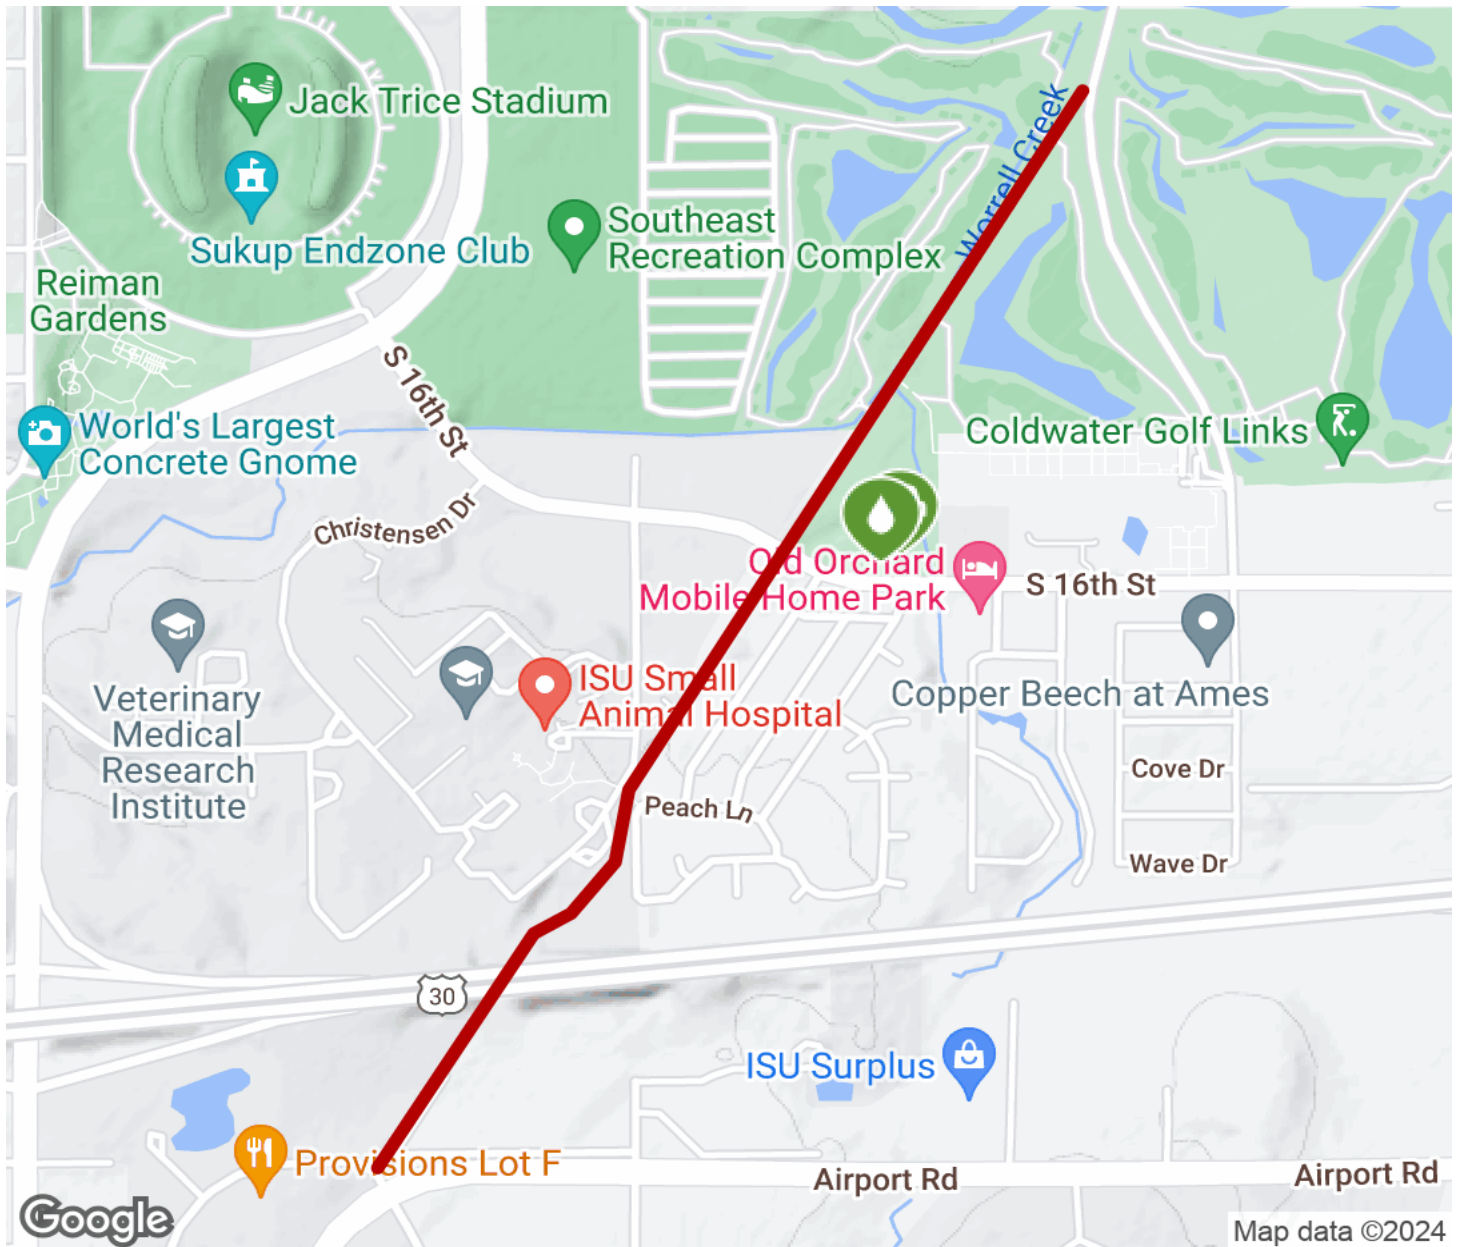 Jack Trice Stadium
Worrell Creek
Sukup Endzone Club
Southeast
Recreation Complex
Reiman
Gardens
S 16th St
World's Largest
Concrete Gnome
Coldwater Golf Links
Christensen Dr
Old Orchard
Mobile Home Park
S 16th St
ISU Small
Animal Hospital
Veterinary
Medical
Research
Institute
Copper Beech at Ames
Cove Dr
Peach Ln
Wave Dr
30
ISU Surplus
Provisions Lot F
Airport Rd
Airport Rd
Google
Map data ©2024